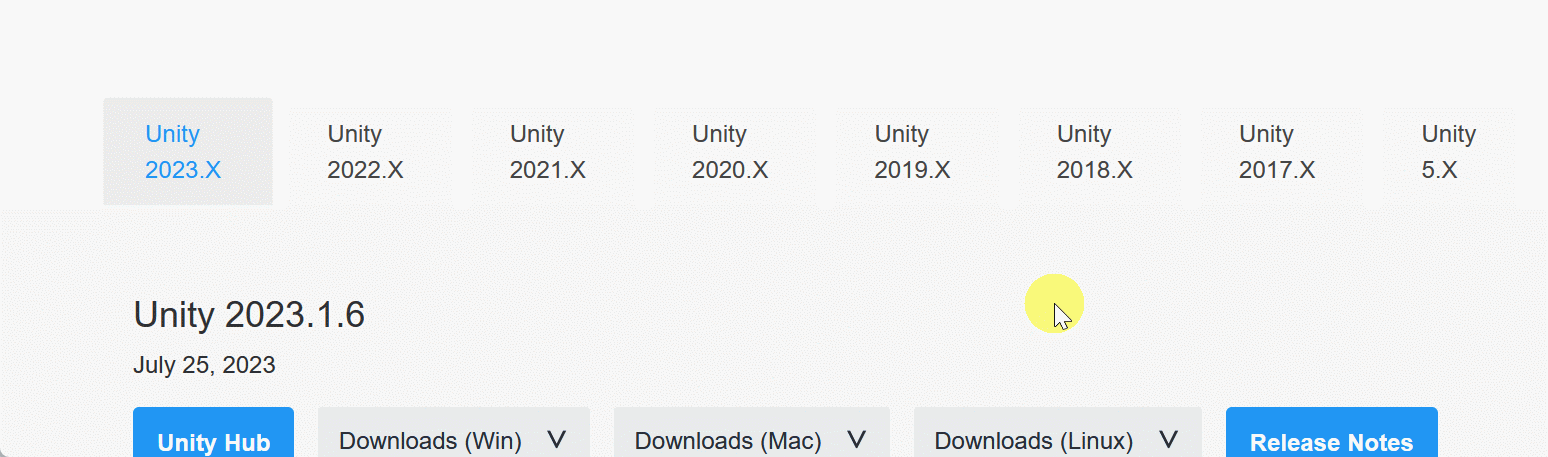 Unity Unity Unity Unity Unity Unity Unity Unity
2023.X 2022.X 2021.X 2020.X 2019.X 2018.X 2017.X 5.X
Unity 2023.1.6
July 25, 2023
Unity Hub Downloads (Win) Downloads (Mac) Downloads (Linux) Release Notes